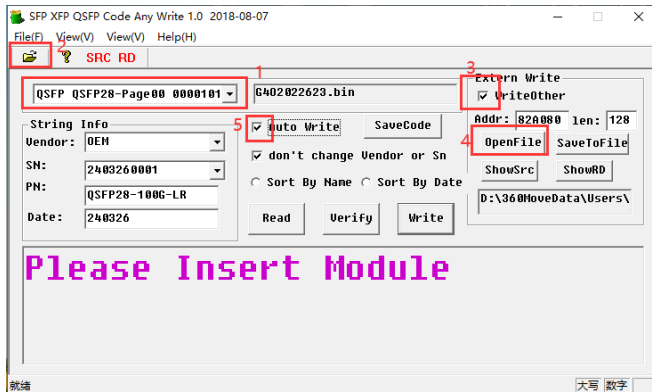 SFP XFP QSFP Code Any Write 1.0 2018-08-07
File(F) View(V) View(V) Help(H)
2
SRC RD
1
3
QSFP QSFP28-Page00 0000101
G402022623.bin
Extern Write
WriteOther
Addr: 82A080 len: 128
String Info
Vendor: OEM
5
Auto Write
SaveCode
4
OpenFile
SaveToFile
don't change Vendor or Sn
SN: 2403260001
ShowSrc
ShowRD
PN: QSFP28-100G-LR
Sort By Name
Sort By Date
D:\360MoveData\Users\
Date: 240326
Read
Verify
Write
Please Insert Module
就绪
大写 数字